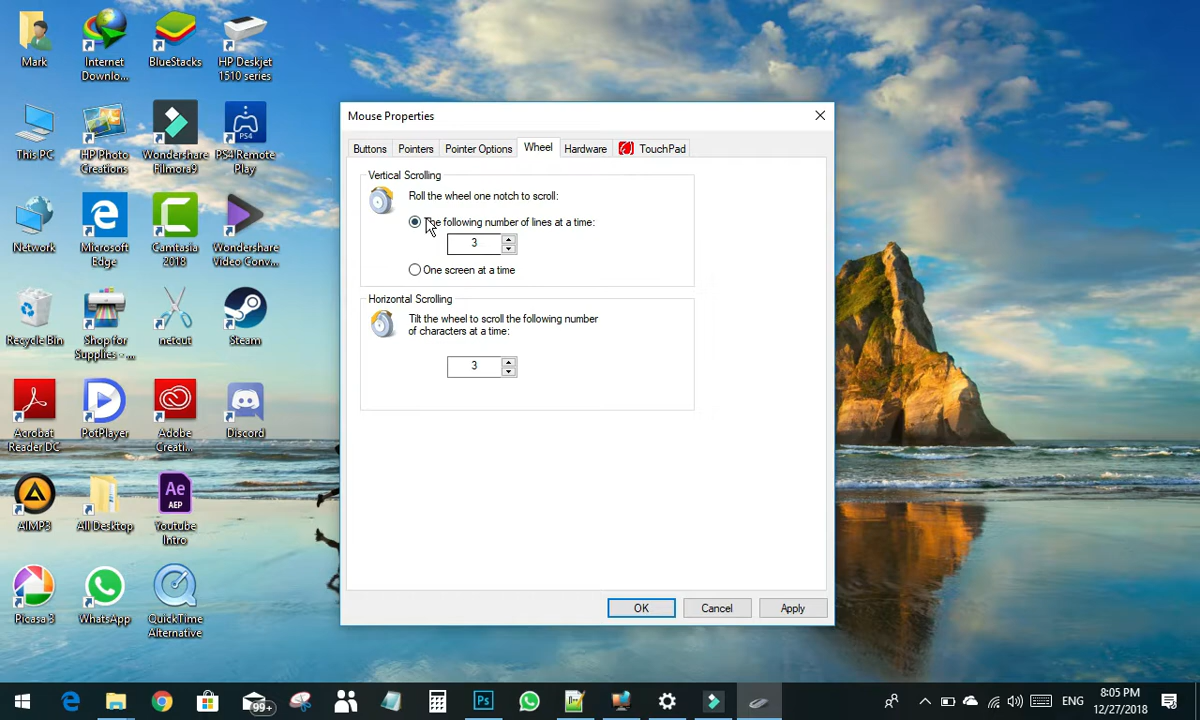 Mark
Internet
Downlo...
BlueStacks
HP Deskjet
1510 series
This PC
HP Photo
Creations
Wondershare
Filmora9
PS4 Remote
Play
Network
Microsoft
Edge
Camtasia
2018
Wondershare
Video Conv...
Recycle Bin
Shop for
Supplies - ...
netcut
Steam
Acrobat
Reader DC
PotPlayer
Adobe
Creati...
Discord
AIMP3
All Desktop
Ae
AEP
Youtube
Intro
Picasa 3
WhatsApp
QuickTime
Alternative
Mouse Properties
Buttons
Pointers
Pointer Options
Wheel
Hardware
TouchPad
Vertical Scrolling
Roll the wheel one notch to scroll:
The following number of lines at a time:
3
One screen at a time
Horizontal Scrolling
Tilt the wheel to scroll the following number
of characters at a time:
3
OK
Cancel
Apply
99+
Ps
ENG
8:05 PM
12/27/2018